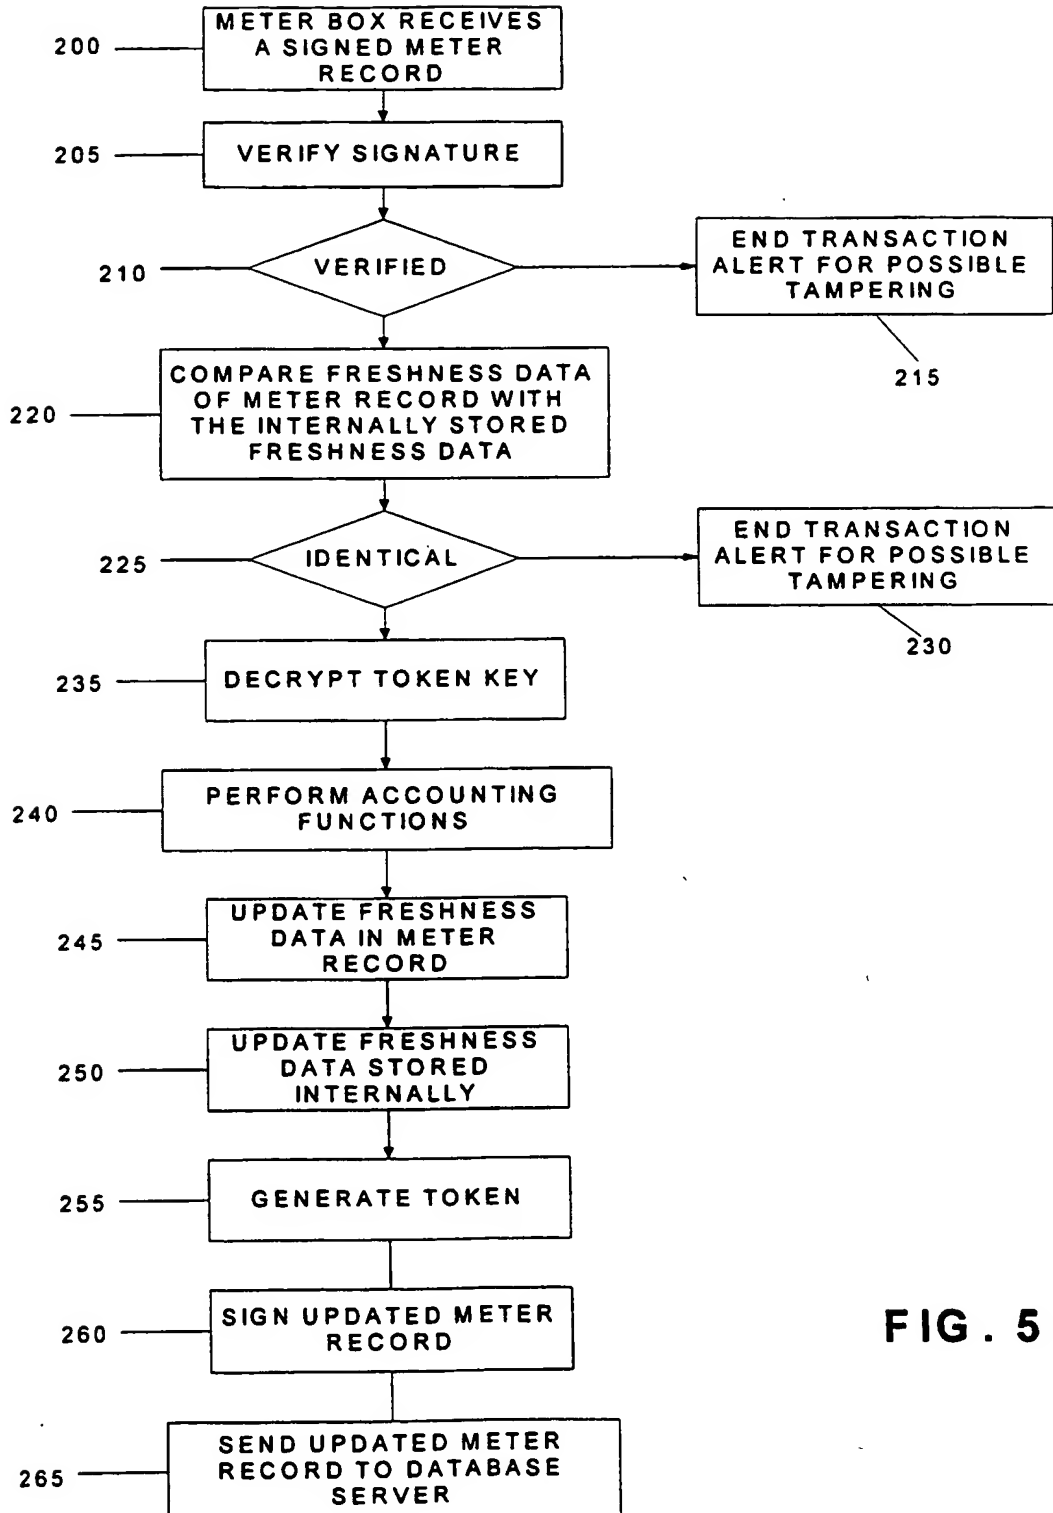 METER BOX RECEIVES
A SIGNED METER
RECORD
200
VERIFY SIGNATURE
205
VERIFIED
210
END TRANSACTION
ALERT FOR POSSIBLE
TAMPERING
215
COMPARE FRESHNESS DATA
OF METER RECORD WITH
THE INTERNALLY STORED
FRESHNESS DATA
220
IDENTICAL
225
END TRANSACTION
ALERT FOR POSSIBLE
TAMPERING
230
DECRYPT TOKEN KEY
235
PERFORM ACCOUNTING
FUNCTIONS
240
UPDATE FRESHNESS
DATA IN METER
RECORD
245
UPDATE FRESHNESS
DATA STORED
INTERNALLY
250
GENERATE TOKEN
255
SIGN UPDATED METER
RECORD
260
SEND UPDATED METER
RECORD TO DATABASE
SERVER
265
FIG. 5